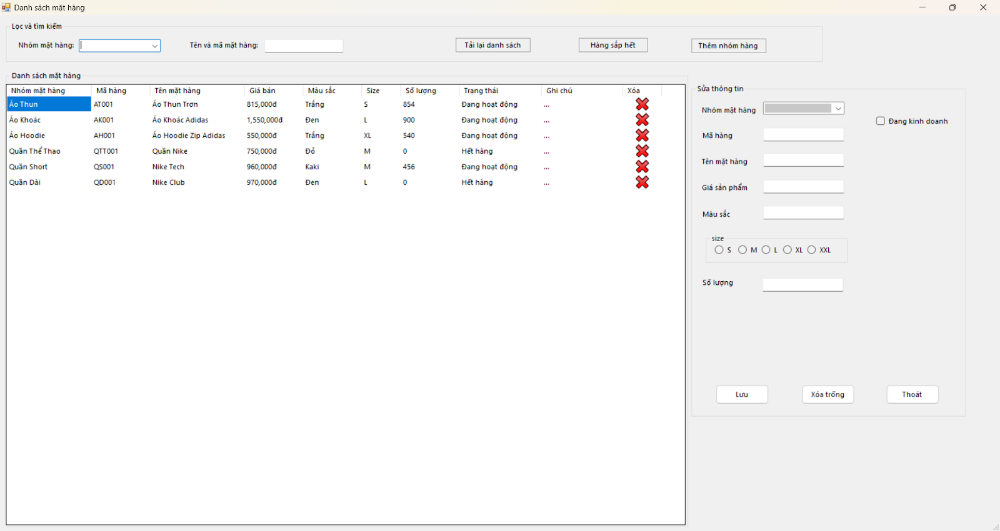 Danh sách mặt hàng
Lọc và tìm kiếm
Nhóm mặt hàng:
Tên và mã mặt hàng:
Tải lại danh sách
Hàng sắp hết
Thêm nhóm hàng
Danh sách mặt hàng
Nhóm mặt hàng Mã hàng Tên mặt hàng Giá bán Màu sắc Size Số lượng Trạng thái Ghi chú Xóa
Áo Thun AT001 Áo Thun Trơn 815,000đ Trắng S 854 Đang hoạt động ...
Áo Khoác AK001 Áo Khoác Adidas 1,550,000đ Đen L 900 Đang hoạt động ...
Áo Hoodie AH001 Áo Hoodie Zip Adidas 550,000đ Trắng XL 540 Đang hoạt động ...
Quần Thể Thao QTT001 Quần Nike 750,000đ Đỏ M 0 Hết hàng ...
Quần Short QS001 Nike Tech 960,000đ Kaki M 456 Đang hoạt động ...
Quần Dài QD001 Nike Club 970,000đ Đen L 0 Hết hàng ...
Sửa thông tin
Nhóm mặt hàng
Đang kinh doanh
Mã hàng
Tên mặt hàng
Giá sản phẩm
Màu sắc
size
S M L XL XXL
Số lượng
Lưu
Xóa trống
Thoát